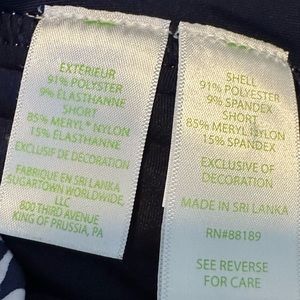 EXTÉRIEUR
91% POLYSTER
9% ÉLASTHANNE
SHORT
85% MERYL® NYLON
15% ÉLASTHANNE
EXCLUSIF DE DÉCORATION
FABRIQUE EN SRI LANKA
SUGARTOWN WORLDWIDE,
LLC
800 THIRD AVENUE
KING OF PRUSSIA, PA
SHELL
91% POLYESTER
9% SPANDEX
SHORT
85% MERYL® NYLON
15% SPANDEX
EXCLUSIVE OF
DECORATION
MADE IN SRI LANKA
RN#88189
SEE REVERSE
FOR CARE